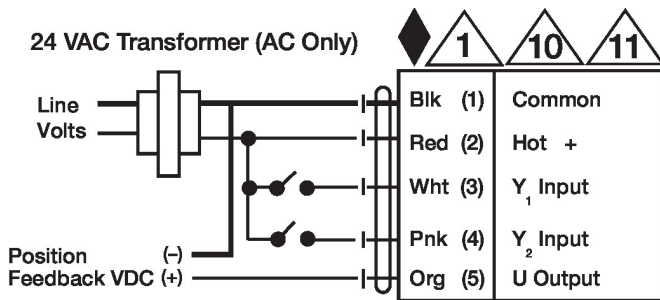 24 VAC Transformer (AC Only)
1
10
11
Line
Volts
Blk (1) Common
Red (2) Hot +
Wht (3) Y1 Input
Pnk (4) Y2 Input
Position (–)
Feedback VDC (+)
Org (5) U Output